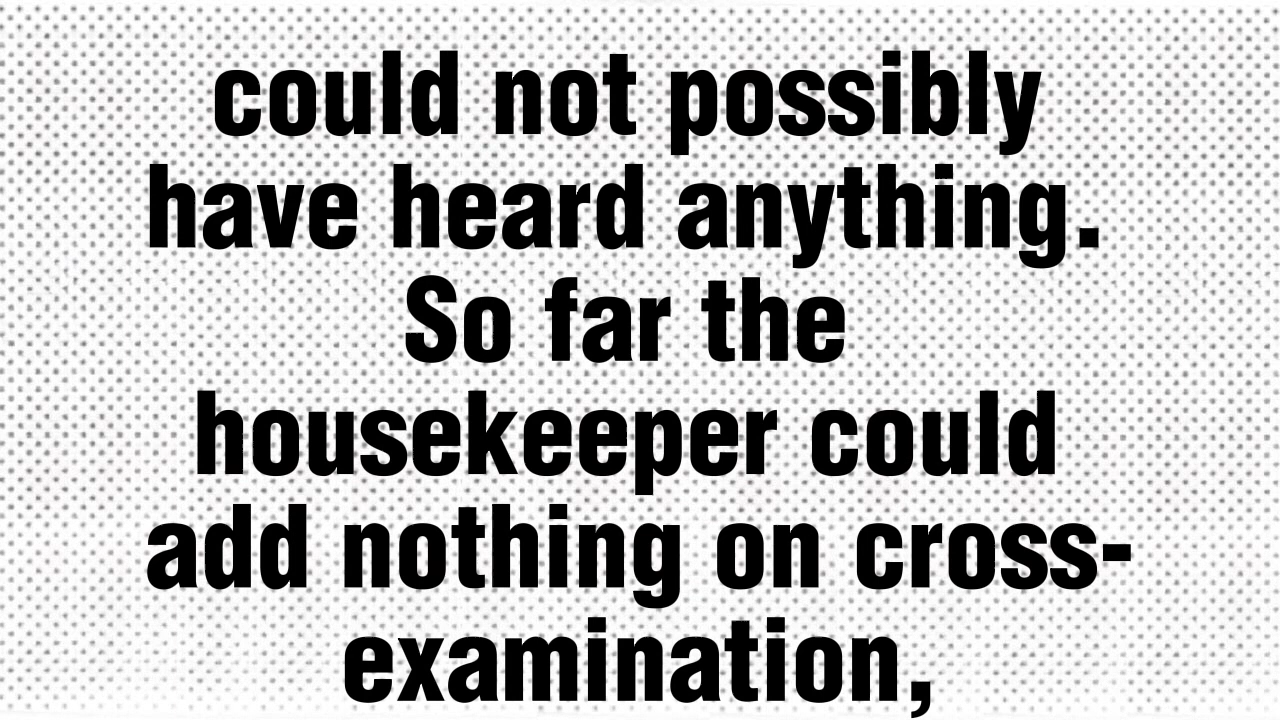 could not possibly
have heard anything.
So far the
housekeeper could
add nothing on cross-
examination,